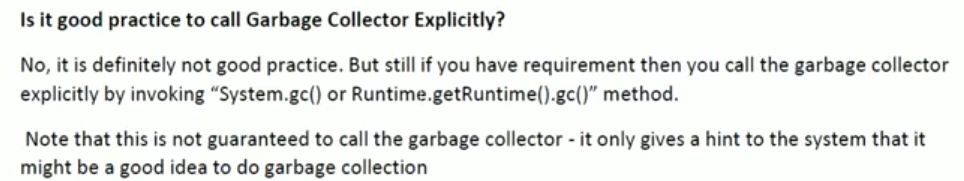 Is it good practice to call Garbage Collector Explicitly?
No, it is definitely not good practice. But still if you have requirement then you call the garbage collector
explicitly by invoking “System.gc() or Runtime.getRuntime().gc()” method.
Note that this is not guaranteed to call the garbage collector - it only gives a hint to the system that it
might be a good idea to do garbage collection